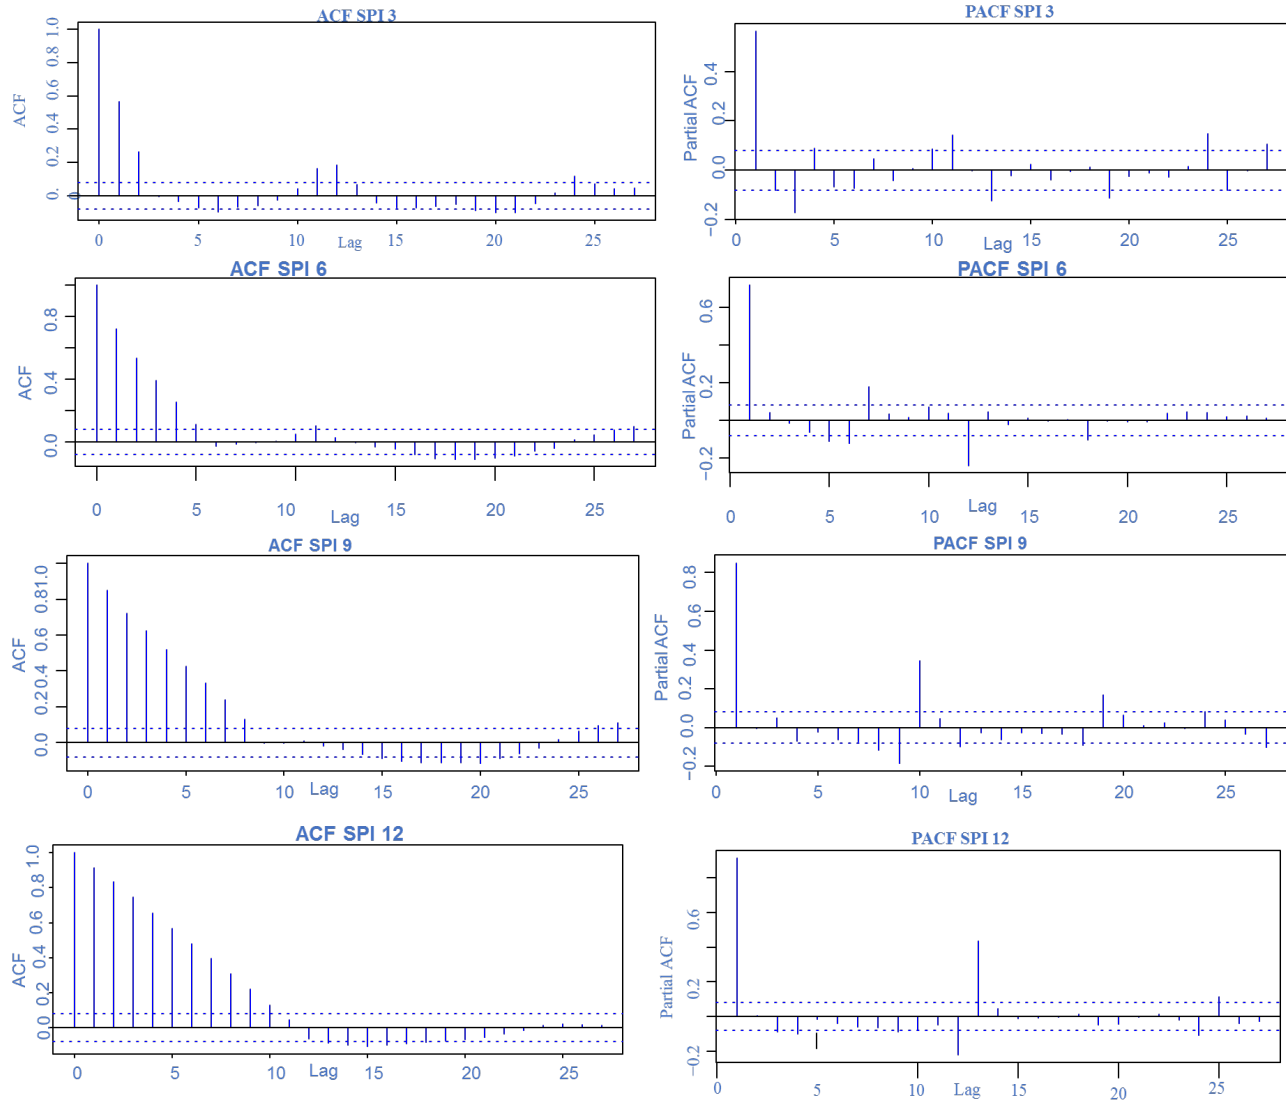 ACF SPI 3
ACF
0. 0 0.2 0.4 0.6 0.8 1.0
0 5 10 15 20 25
Lag
PACF SPI 3
Partial ACF
−0.2 0.0 0.2 0.4
0 5 10 15 20 25
Lag
ACF SPI 6
ACF
0.0 0.4 0.8
0 5 10 15 20 25
Lag
PACF SPI 6
Partial ACF
−0.2 0.2 0.6
0 5 10 15 20 25
Lag
ACF SPI 9
ACF
0.0 0.2 0.4 0.6 0.8 1.0
0 5 10 15 20 25
Lag
PACF SPI 9
Partial ACF
−0.2 0.0 0.2 0.4 0.6 0.8
0 5 10 15 20 25
Lag
ACF SPI 12
ACF
0.0 0.2 0.4 0.6 0.8 1.0
0 5 10 15 20 25
Lag
PACF SPI 12
Partial ACF
−0.2 0.2 0.6
0 5 10 15 20 25
Lag